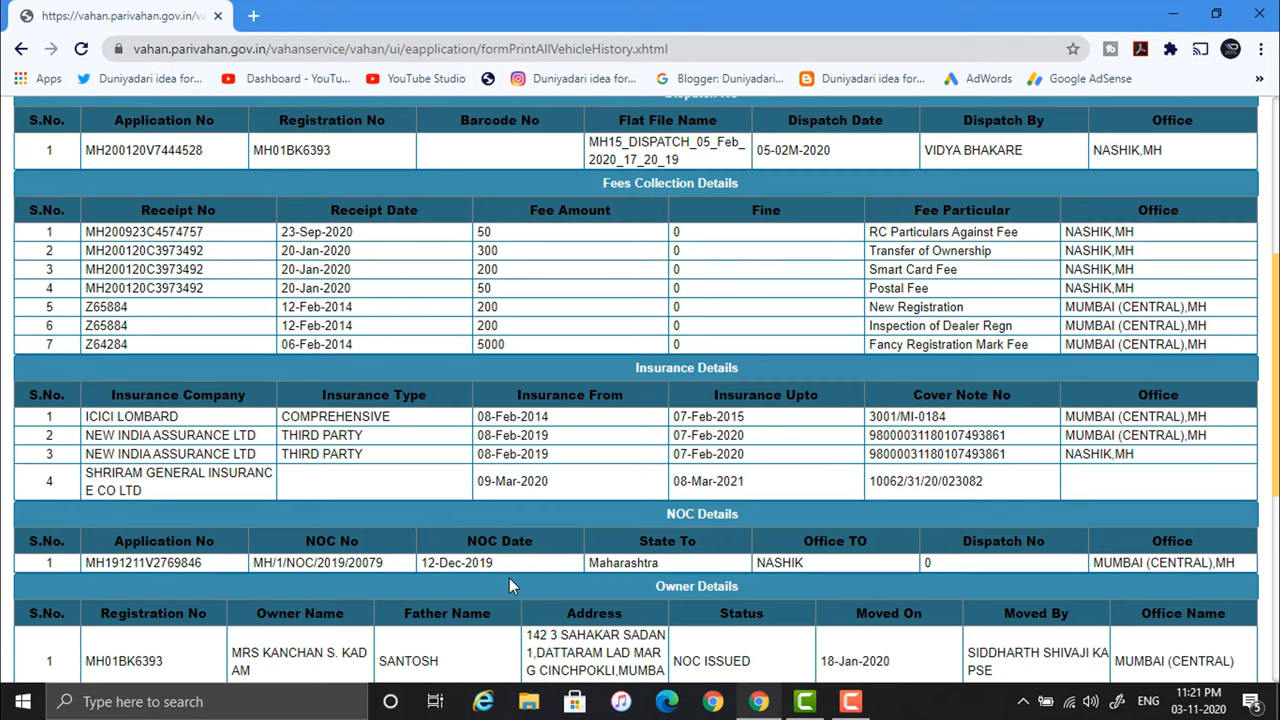 https://vahan.parivahan.gov.in/va
vahan.parivahan.gov.in/vahanservice/vahan/ui/eapplication/formPrintAllVehicleHistory.xhtml
Apps Duniyadari idea for... Dashboard - YouTu... YouTube Studio Duniyadari idea for... Blogger: Duniyadari... Duniyadari idea for... AdWords Google AdSense »
S.No. Application No Registration No Barcode No Flat File Name Dispatch Date Dispatch By Office
1 MH200120V7444528 MH01BK6393 MH15_DISPATCH_05_Feb_ 05-02M-2020 VIDYA BHAKARE NASHIK,MH
2020_17_20_19
Fees Collection Details
S.No. Receipt No Receipt Date Fee Amount Fine Fee Particular Office
1 MH200923C4574757 23-Sep-2020 50 0 RC Particulars Against Fee NASHIK,MH
2 MH200120C3973492 20-Jan-2020 300 0 Transfer of Ownership NASHIK,MH
3 MH200120C3973492 20-Jan-2020 200 0 Smart Card Fee NASHIK,MH
4 MH200120C3973492 20-Jan-2020 50 0 Postal Fee NASHIK,MH
5 Z65884 12-Feb-2014 200 0 New Registration MUMBAI (CENTRAL),MH
6 Z65884 12-Feb-2014 200 0 Inspection of Dealer Regn MUMBAI (CENTRAL),MH
7 Z64284 06-Feb-2014 5000 0 Fancy Registration Mark Fee MUMBAI (CENTRAL),MH
Insurance Details
S.No. Insurance Company Insurance Type Insurance From Insurance Upto Cover Note No Office
1 ICICI LOMBARD COMPREHENSIVE 08-Feb-2014 07-Feb-2015 3001/MI-0184 MUMBAI (CENTRAL),MH
2 NEW INDIA ASSURANCE LTD THIRD PARTY 08-Feb-2019 07-Feb-2020 98000031180107493861 MUMBAI (CENTRAL),MH
3 NEW INDIA ASSURANCE LTD THIRD PARTY 08-Feb-2019 07-Feb-2020 98000031180107493861 NASHIK,MH
4 SHRIRAM GENERAL INSURANC 09-Mar-2020 08-Mar-2021 10062/31/20/023082
E CO LTD
NOC Details
S.No. Application No NOC No NOC Date State To Office TO Dispatch No Office
1 MH191211V2769846 MH/1/NOC/2019/20079 12-Dec-2019 Maharashtra NASHIK 0 MUMBAI (CENTRAL),MH
Owner Details
S.No. Registration No Owner Name Father Name Address Status Moved On Moved By Office Name
1 MH01BK6393 MRS KANCHAN S. KAD SANTOSH 142 3 SAHAKAR SADAN NOC ISSUED 18-Jan-2020 SIDDHARTH SHIVAJI KA MUMBAI (CENTRAL)
AM 1,DATTARAM LAD MAR PSE
G CINCHPOKLI,MUMBA
Type here to search
ENG
11:21 PM
03-11-2020
5